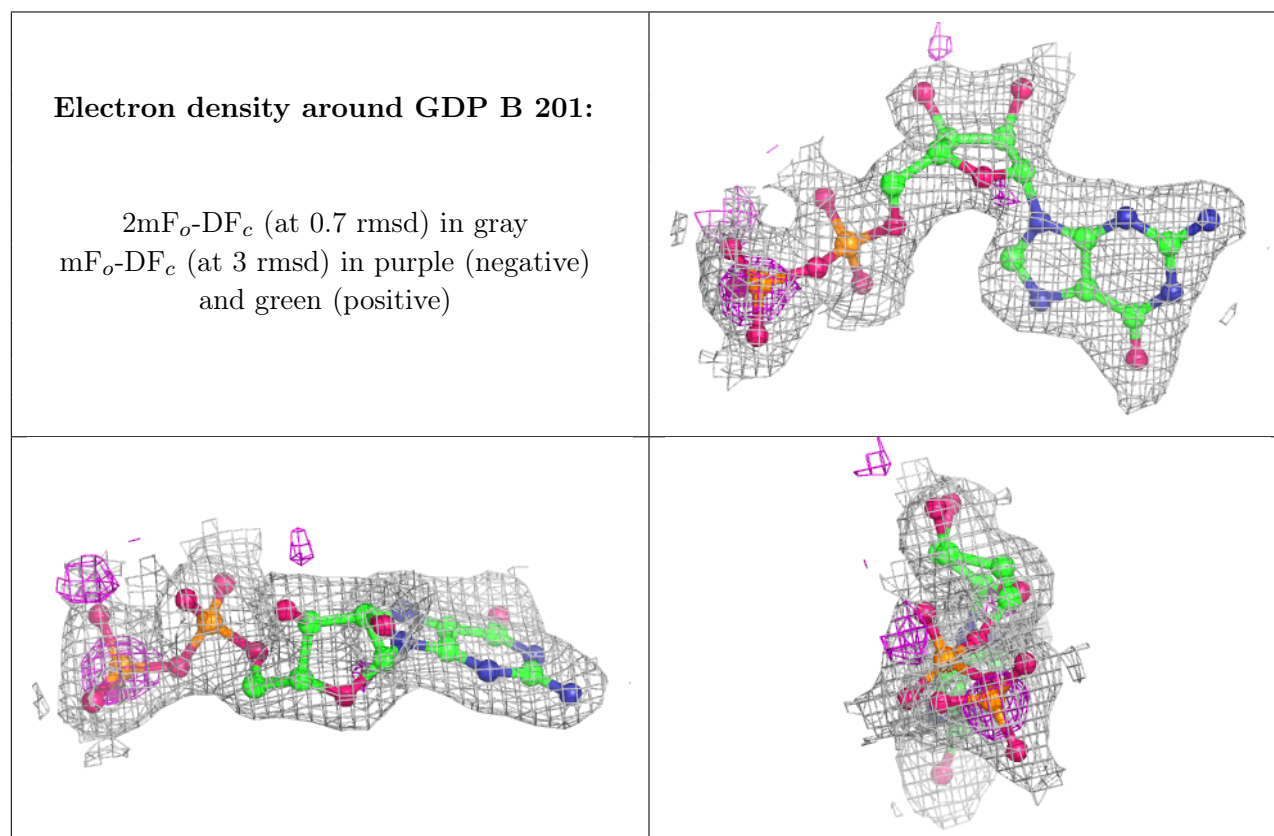 Electron density around GDP B 201:
2mFₒ-DF𝒸 (at 0.7 rmsd) in gray
mFₒ-DF𝒸 (at 3 rmsd) in purple (negative)
and green (positive)